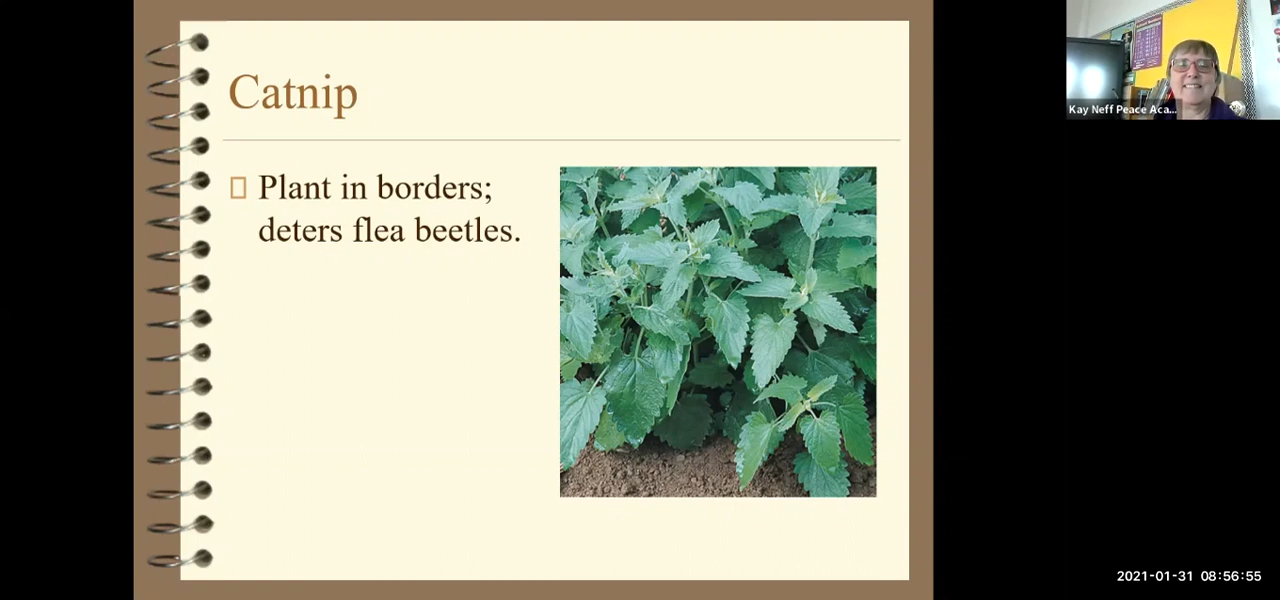 Catnip
Plant in borders;
deters flea beetles.
Kay Neff Peace Aca...
2021-01-31 08:56:55